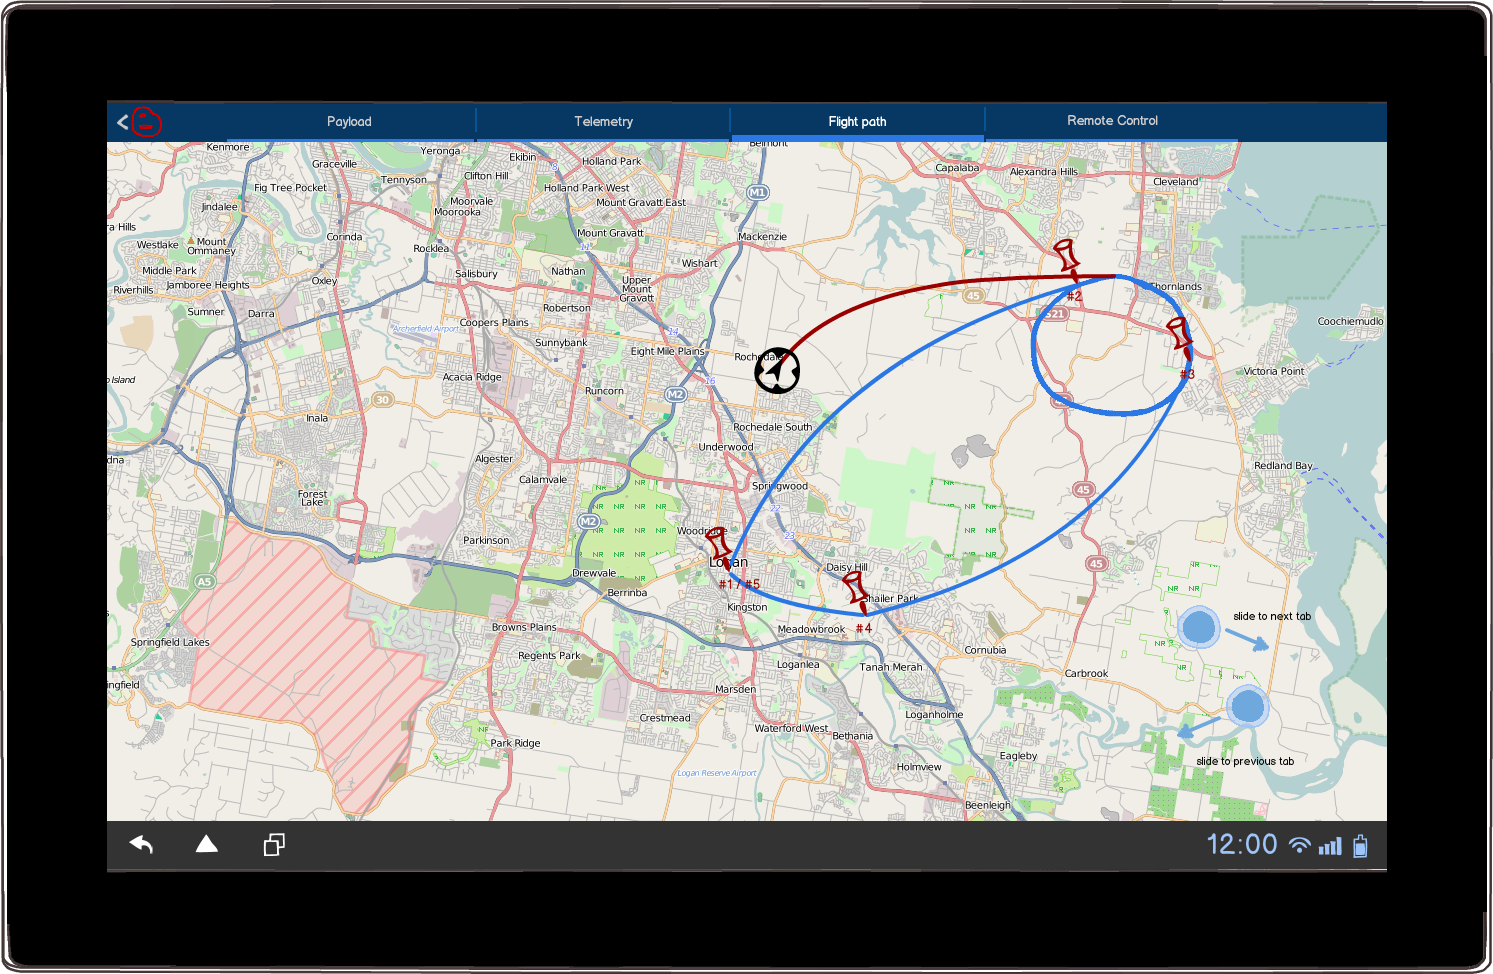 Payload
Telemetry
Flight path
Remote Control
Kenmore
Yeronga
Ekibin
8
Holland Park
Belmont
Graceville
Capalaba
Alexandra Hills
Cleveland
Fig Tree Pocket
Tennyson
Clifton Hill
Holland Park West
M1
Jindalee
Moorvale
Moorooka
Mount Gravatt East
Corinda
Mount Gravatt
Mackenzie
Westlake
Mount
Ommaney
Rocklea
11
Middle Park
Oxley
Salisbury
Nathan
Wishart
Riverhills
Jamboree Heights
Upper
Mount
Gravatt
Thornlands
#2
45
Sumner
Darra
Robertson
S21
Archerfield Airport
Coopers Plains
14
Coochiemudlo
Sunnybank
Eight Mile Plains
Rochedale
Island
Acacia Ridge
16
#3
Victoria Point
Runcorn
M2
30
Inala
Rochedale South
Algester
Underwood
Calamvale
Springwood
Redland Bay
Forest
Lake
NR
45
M2
22
Parkinson
Woodridge
23
Logan
Daisy Hill
45
A5
Drewvale
#1 / #5
Berrinba
Shailer Park
Kingston
slide to next tab
Browns Plains
Meadowbrook
#4
Springfield Lakes
Regents Park
Loganlea
Tanah Merah
Cornubia
Carbrook
Marsden
Crestmead
Loganholme
Waterford West
Bethania
Park Ridge
Eagleby
slide to previous tab
Logan Reserve Airport
Holmview
Beenleigh
12:00